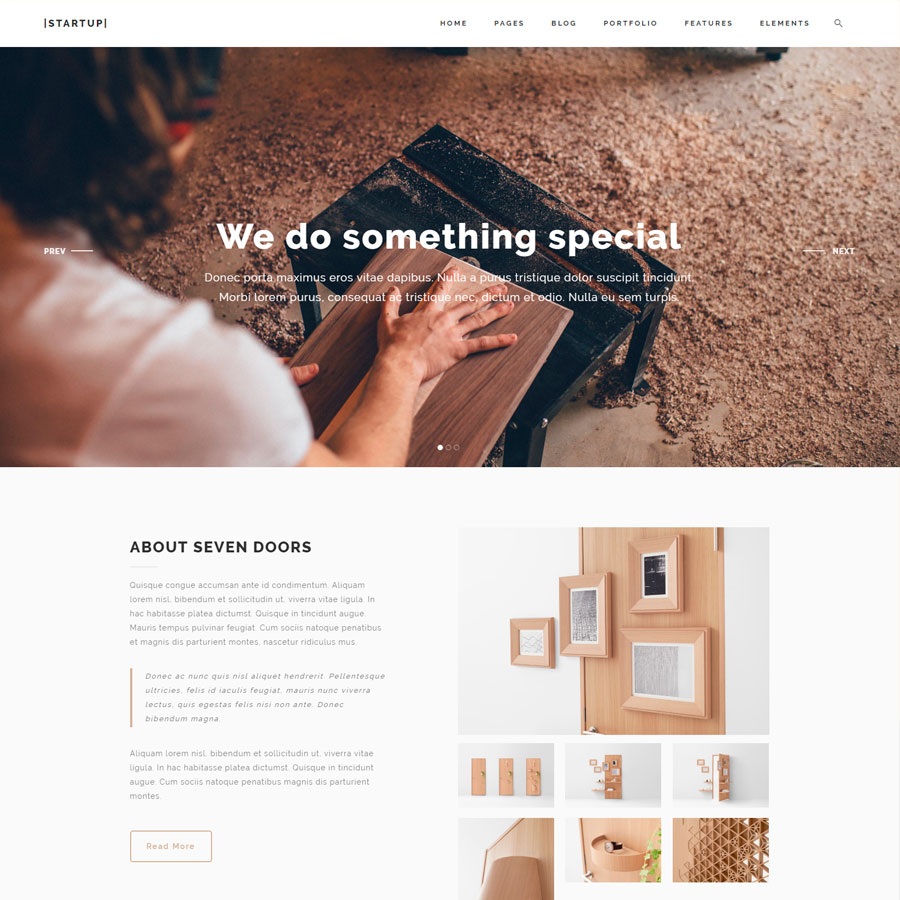 |STARTUP|
HOME PAGES BLOG PORTFOLIO FEATURES ELEMENTS
We do something special
PREV
NEXT
Donec porta maximus eros vitae dapibus. Nulla a purus tristique dolor suscipit tincidunt.
Morbi lorem purus, consequat ac tristique nec, dictum et odio. Nulla eu sem turpis.
ABOUT SEVEN DOORS
Quisque congue accumsan ante id condimentum. Aliquam
lorem nisl, bibendum et sollicitudin ut, viverra vitae ligula. In
hac habitasse platea dictumst. Quisque in tincidunt augue.
Mauris tempus pulvinar feugiat. Cum sociis natoque penatibus
et magnis dis parturient montes, nascetur ridiculus mus.
Donec ac nunc quis nisl aliquet hendrerit. Pellentesque
ultricies, felis id iaculis feugiat, mauris nunc viverra
lectus, quis egestas felis nisi non ante. Donec
bibendum magna.
Aliquam lorem nisl, bibendum et sollicitudin ut, viverra vitae
ligula. In hac habitasse platea dictumst. Quisque in tincidunt
augue. Cum sociis natoque penatibus magnis dis parturient
montes.
Read More